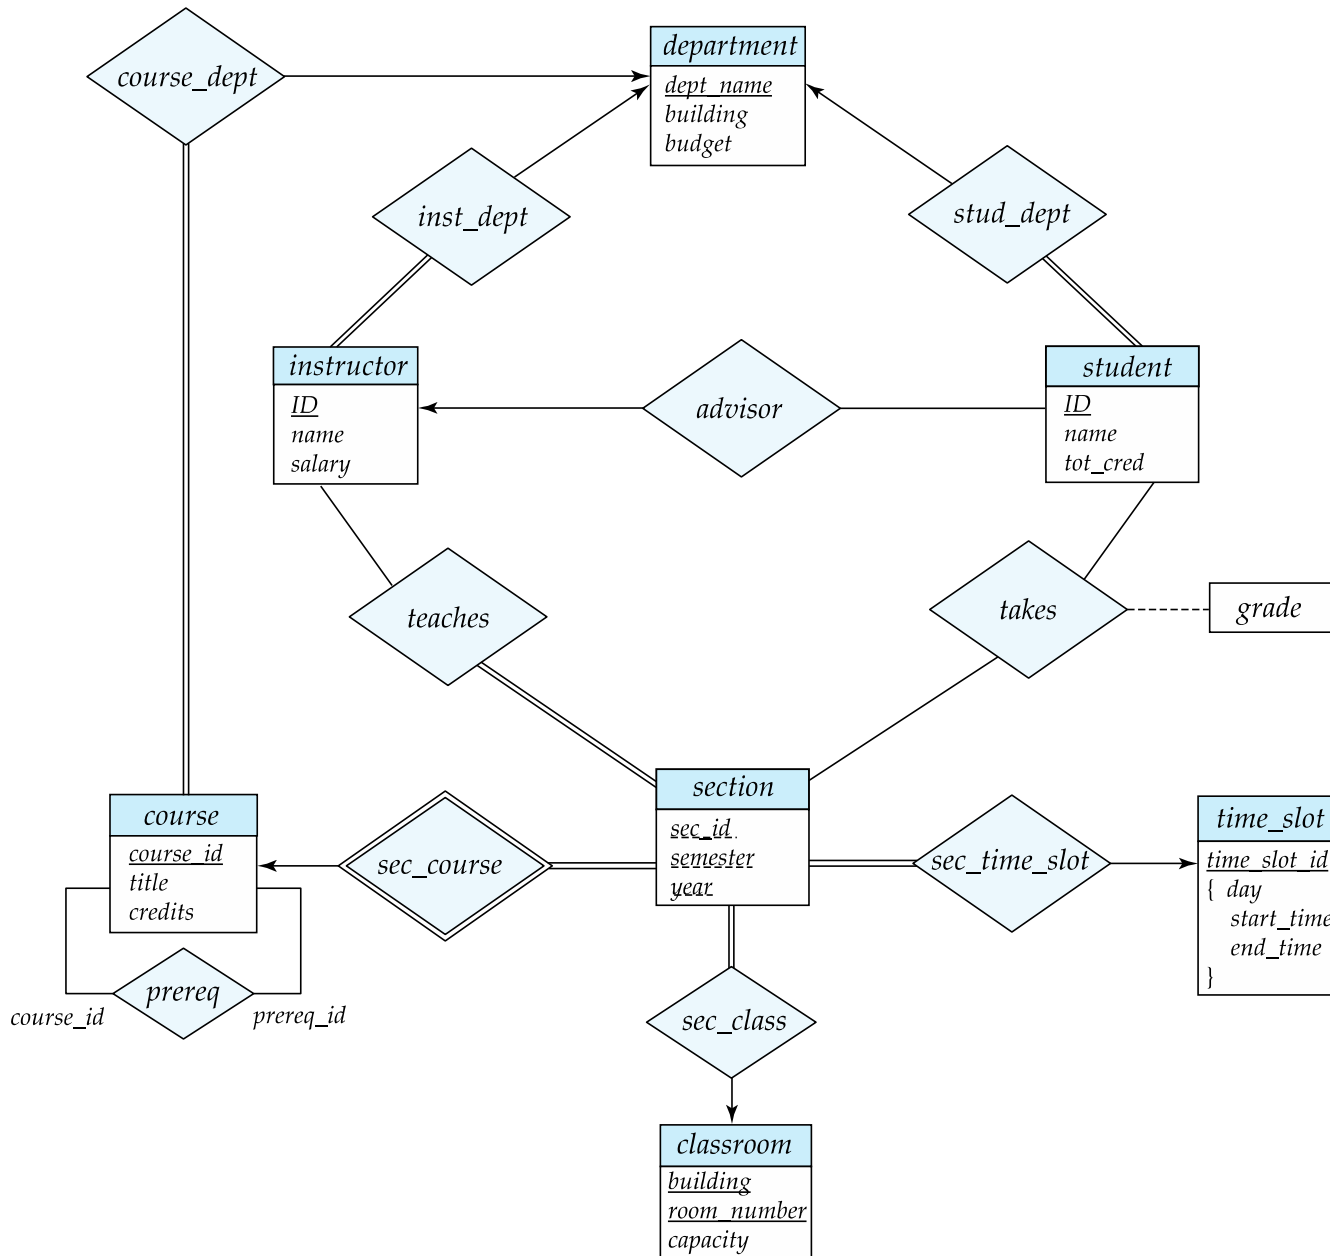 department
course_dept
dept_name
building
budget
inst_dept
stud_dept
instructor
ID
name
salary
advisor
student
ID
name
tot_cred
teaches
takes
grade
course
course_id
title
credits
sec_course
section
sec_id
semester
year
sec_time_slot
time_slot
time_slot_id
{ day
start_time
end_time
}
prereq
course_id
prereq_id
sec_class
classroom
building
room_number
capacity